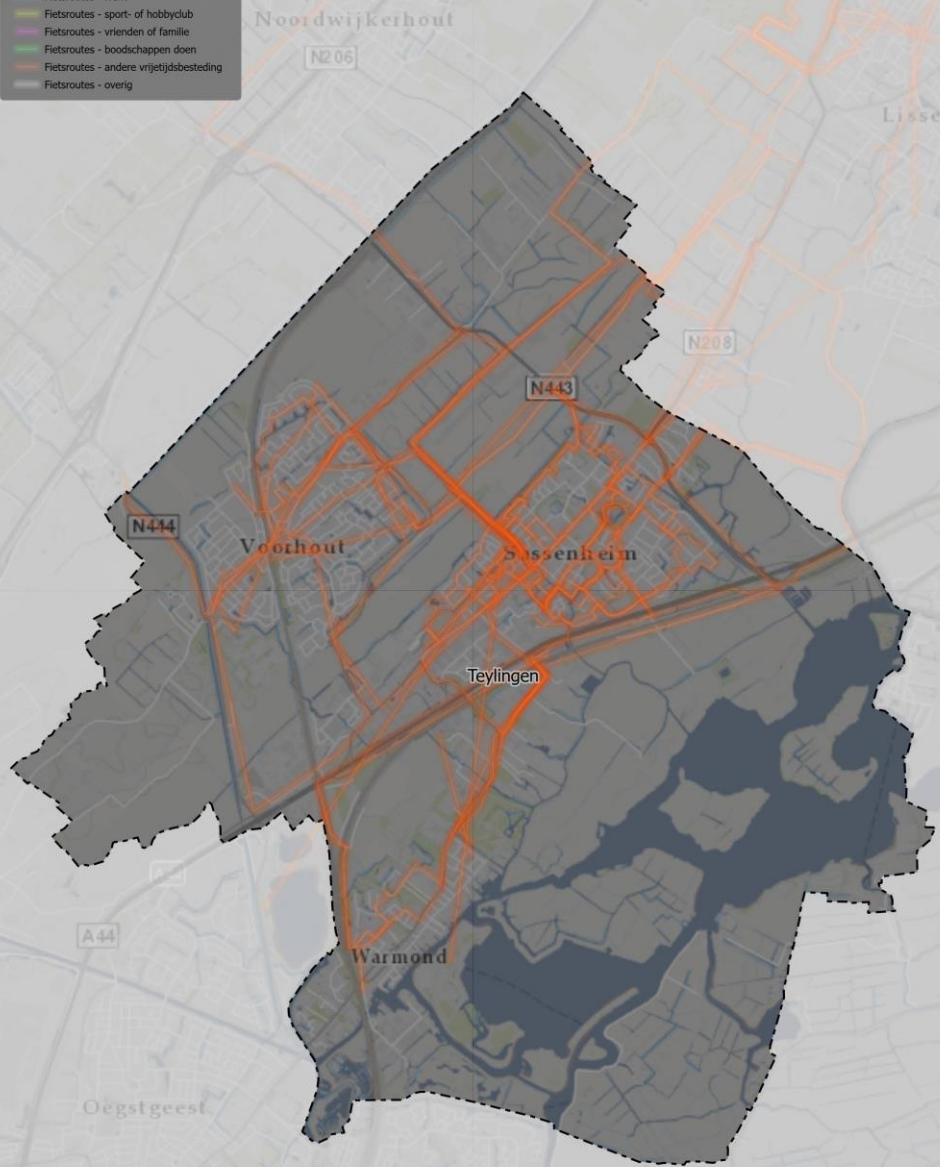 Fietsroutes - sport- of hobbyclub
Fietsroutes - vrienden of familie
Fietsroutes - boodschappen doen
Fietsroutes - andere vrijetijdsbesteding
Fietsroutes - overig
Noordwijkerhout
N206
Lisse
N208
N443
N444
Voorhout
Sassenheim
Teylingen
A44
Warmond
Oegstgeest